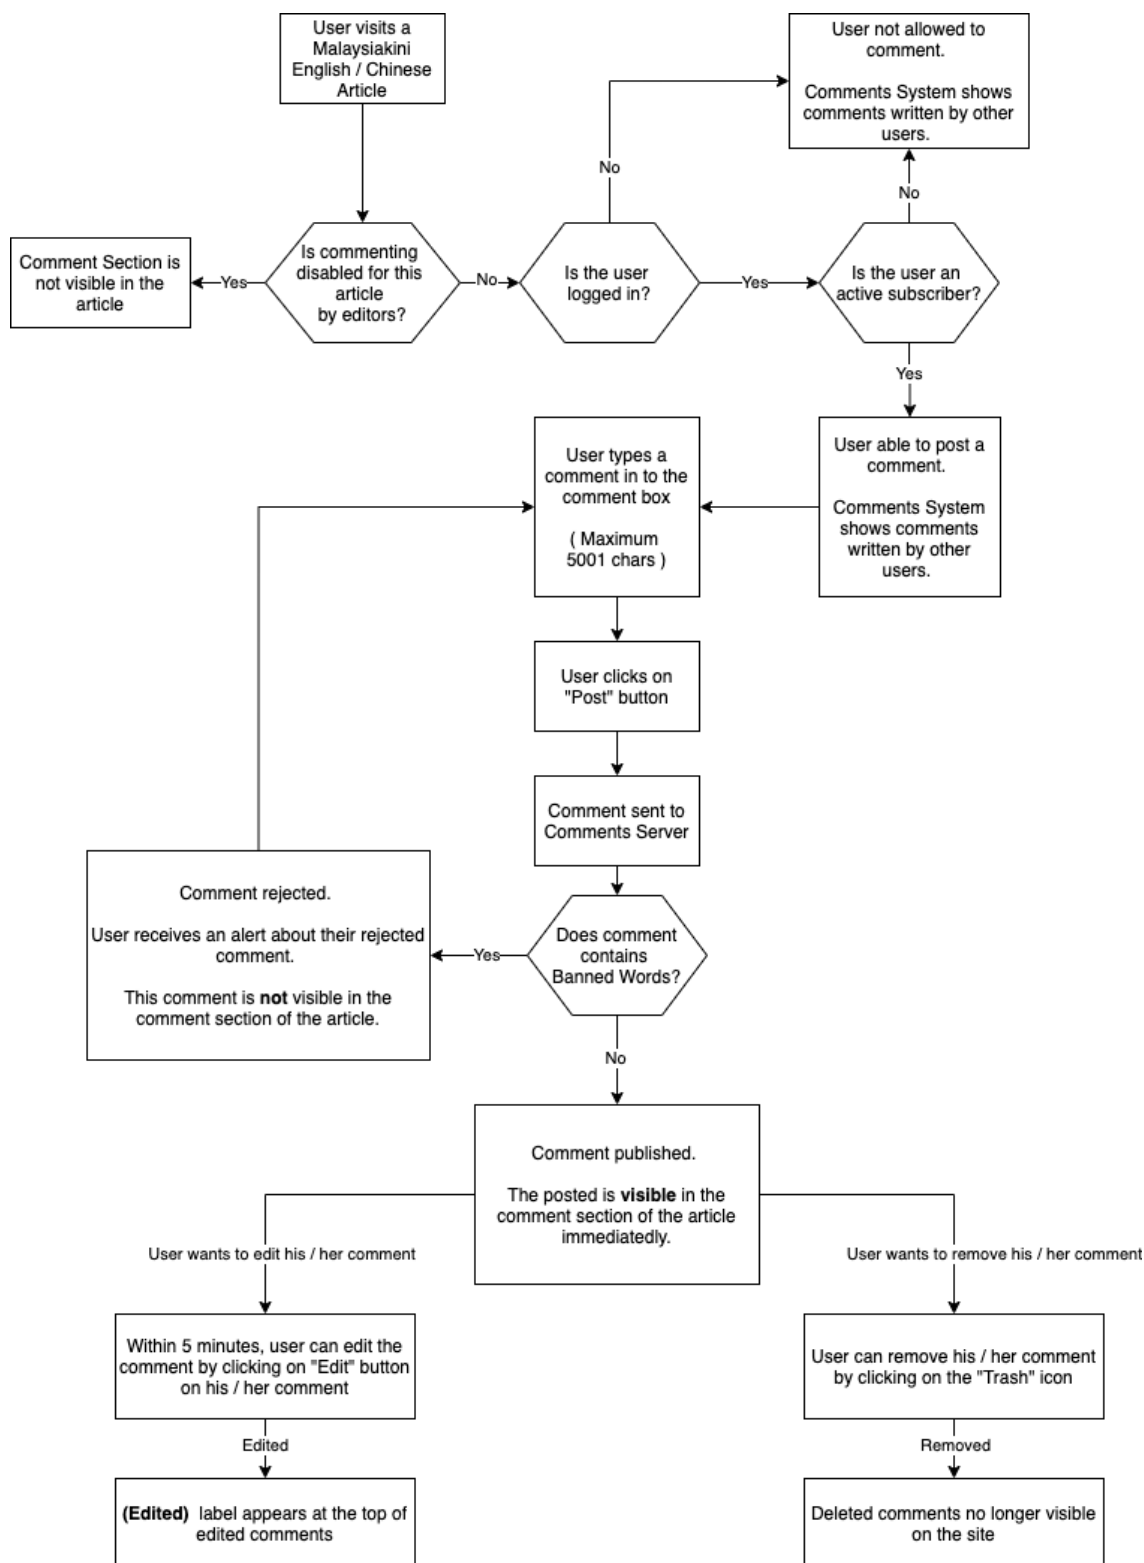 User visits a
Malaysiakini
English / Chinese
Article
User not allowed to
comment.
Comments System shows
comments written by other
users.
No
No
Comment Section is
not visible in the
article
Yes
Is commenting
disabled for this
article
by editors?
No
Is the user
logged in?
Yes
Is the user an
active subscriber?
Yes
User types a
comment in to the
comment box
( Maximum
5001 chars )
User able to post a
comment.
Comments System
shows comments
written by other
users.
User clicks on
"Post" button
Comment sent to
Comments Server
Comment rejected.
User receives an alert about their rejected
comment.
This comment is not visible in the
comment section of the article.
Yes
Does comment
contains
Banned Words?
No
Comment published.
The posted is visible in the
comment section of the article
immediatedly.
User wants to edit his / her comment
User wants to remove his / her comment
Within 5 minutes, user can edit the
comment by clicking on "Edit" button
on his / her comment
User can remove his / her comment
by clicking on the "Trash" icon
Edited
Removed
(Edited) label appears at the top of
edited comments
Deleted comments no longer visible
on the site